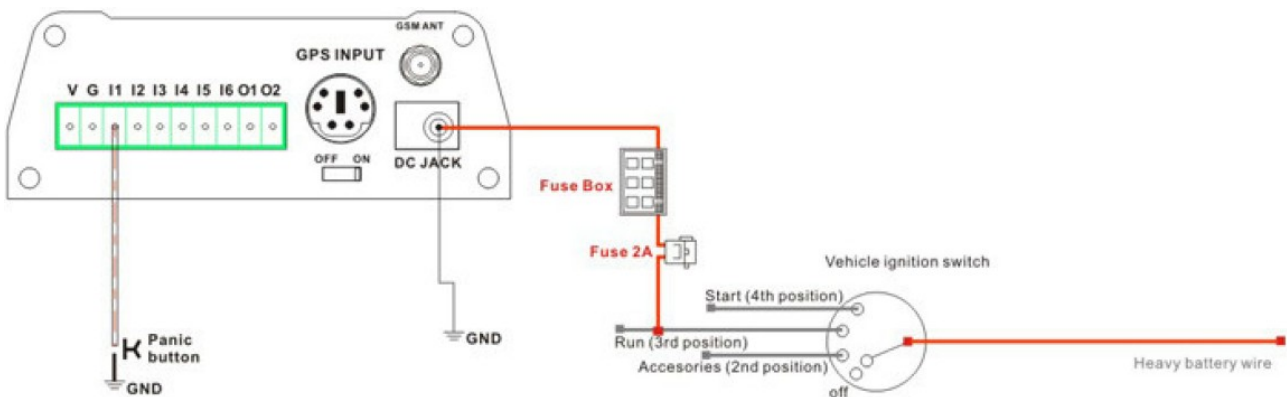 GSM ANT
GPS INPUT
V G I1 I2 I3 I4 I5 I6 O1 O2
OFF ON
DC JACK
Fuse Box
Fuse 2A
Vehicle ignition switch
Start (4th position)
Run (3rd position)
Accesories (2nd position)
off
Heavy battery wire
GND
Panic
button
GND